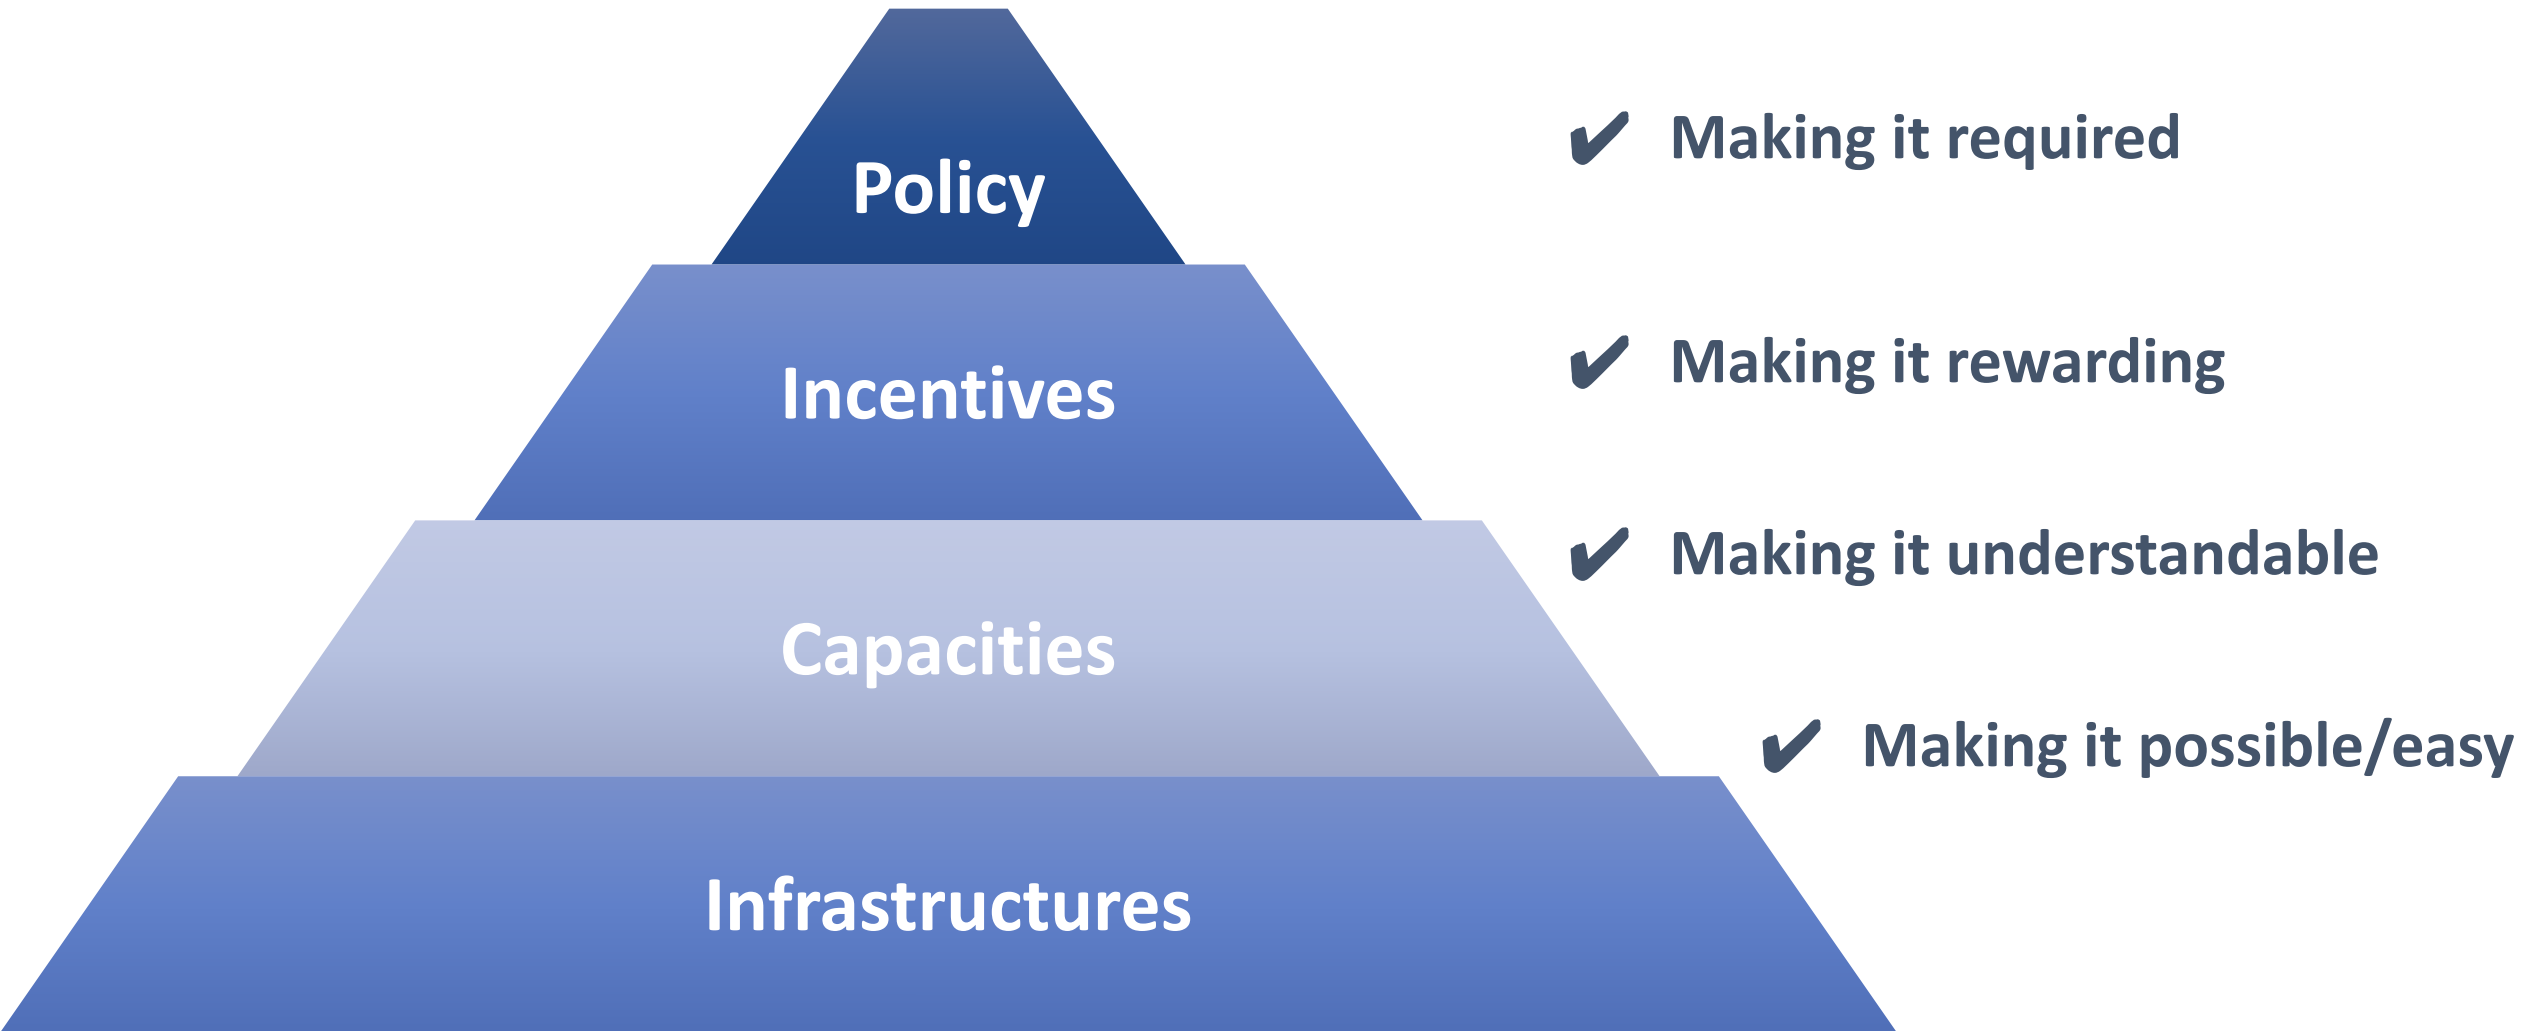 Policy
✔ Making it required
Incentives
✔ Making it rewarding
Capacities
✔ Making it understandable
Infrastructures
✔ Making it possible/easy